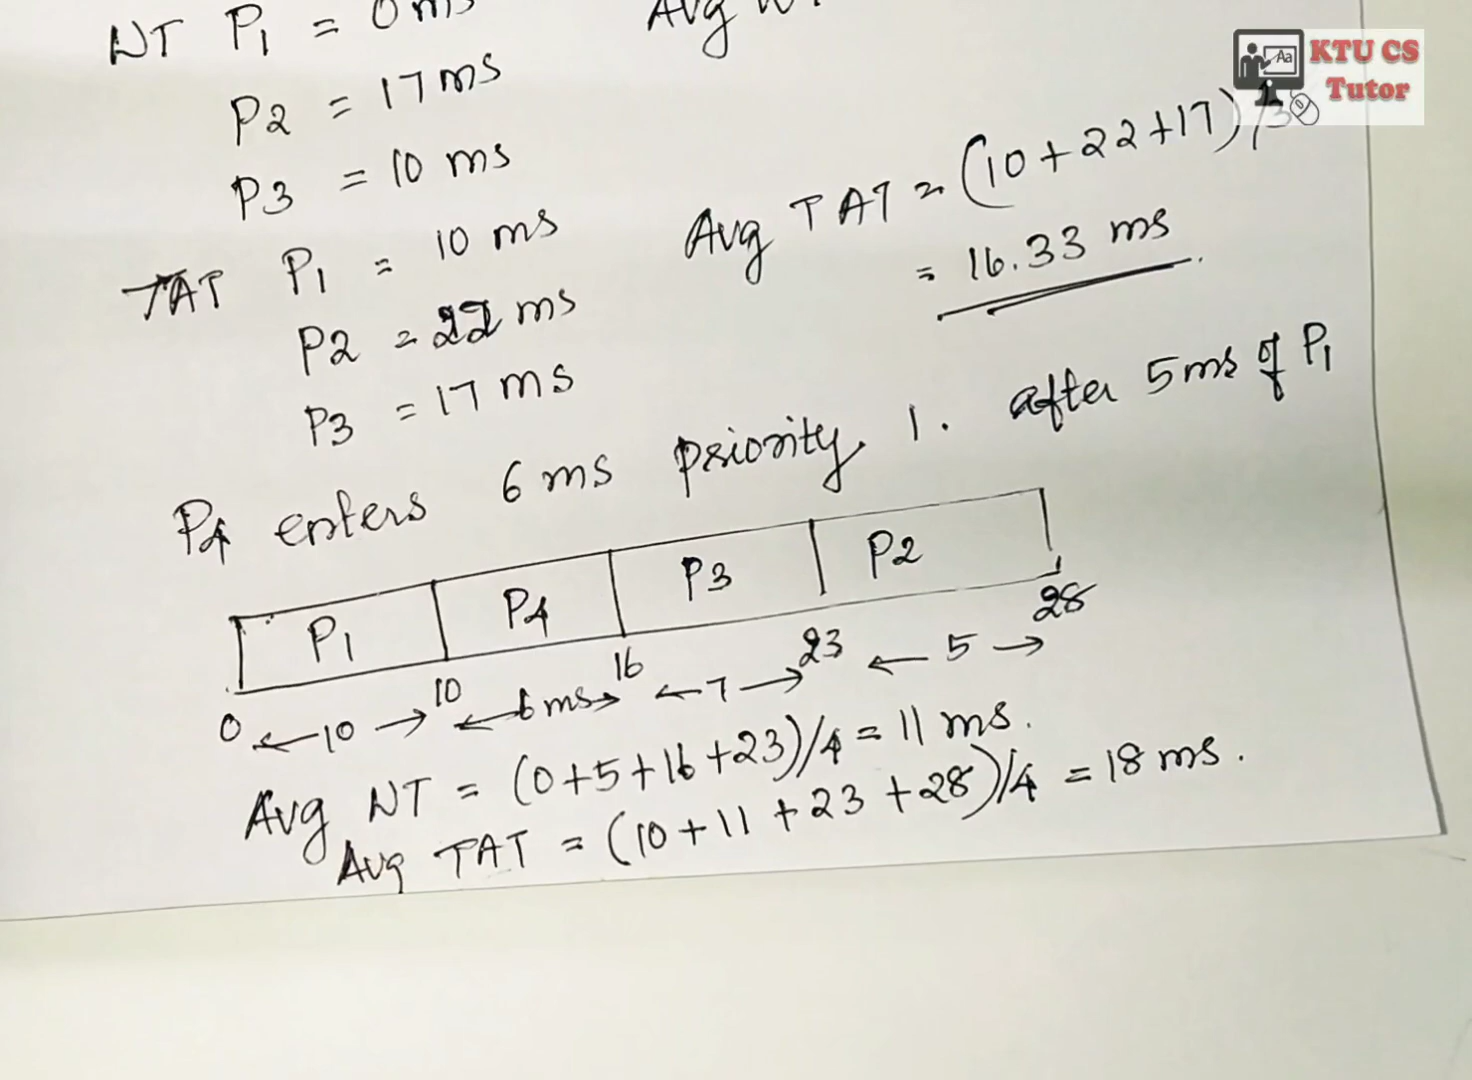 WT P1 = 0 ms
Avg W
P2 = 17 ms
P3 = 10 ms
TAT P1 = 10 ms
P2 = 22 ms
P3 = 17 ms
Avg TAT = (10+22+17)/3
= 16.33 ms
P4 enters 6 ms priority 1. after 5 ms of P1
P1 P4 P3 P2
0 ←10→ 10 ←6 ms→ 16 ←7→ 23 ←5→ 28
Avg WT = (0+5+16+23)/4 = 11 ms.
Avg TAT = (10+11+23+28)/4 = 18 ms.
Aa
KTU CS
Tutor